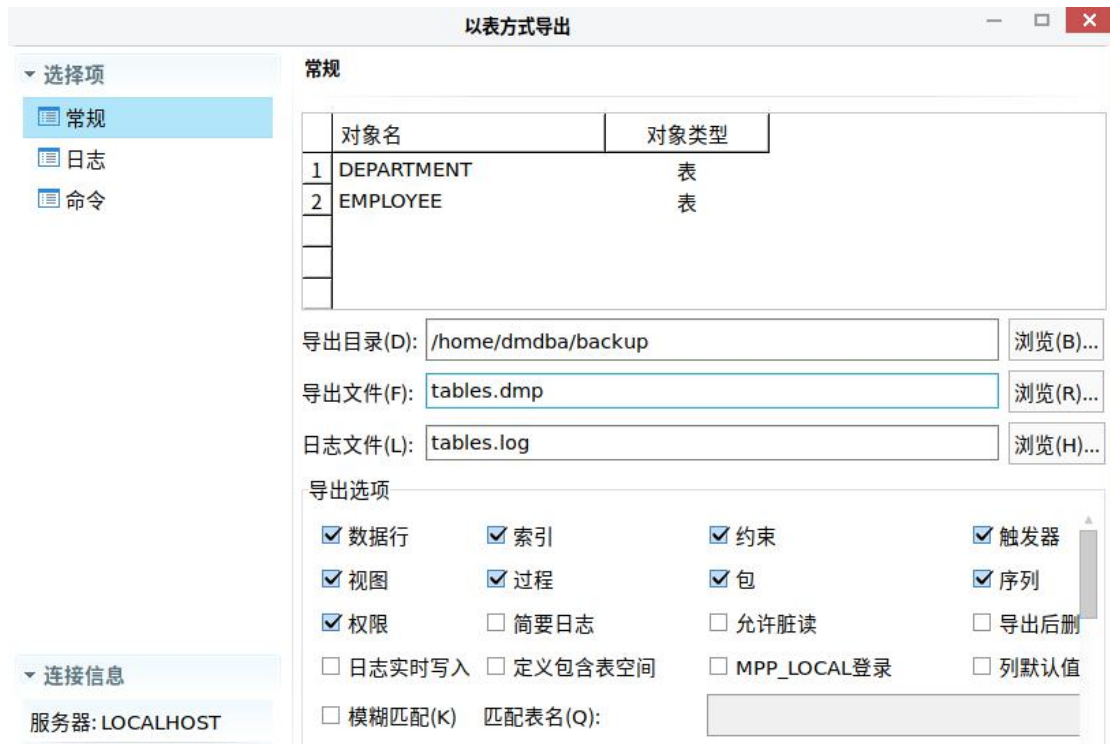 以表方式导出
选择项
常规
日志
命令
常规
对象名 对象类型
1 DEPARTMENT 表
2 EMPLOYEE 表
导出目录(D): /home/dmdba/backup 浏览(B)...
导出文件(F): tables.dmp 浏览(R)...
日志文件(L): tables.log 浏览(H)...
导出选项
数据行 索引 约束 触发器
视图 过程 包 序列
权限 简要日志 允许脏读 导出后删
日志实时写入 定义包含表空间 MPP_LOCAL登录 列默认值
模糊匹配(K) 匹配表名(Q):
连接信息
服务器: LOCALHOST